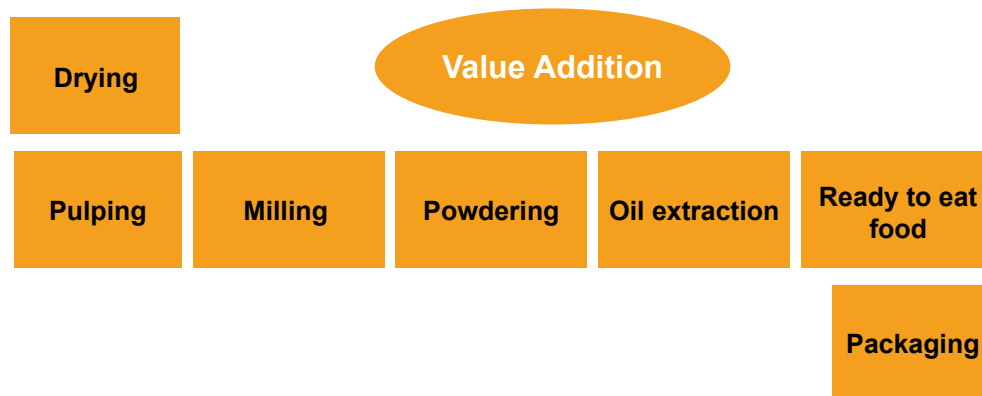 Drying
Value Addition
Pulping
Milling
Powdering
Oil extraction
Ready to eat
food
Packaging